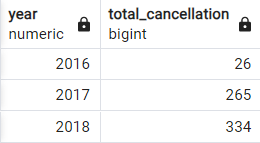 year total_cancellation
numeric bigint
2016 26
2017 265
2018 334